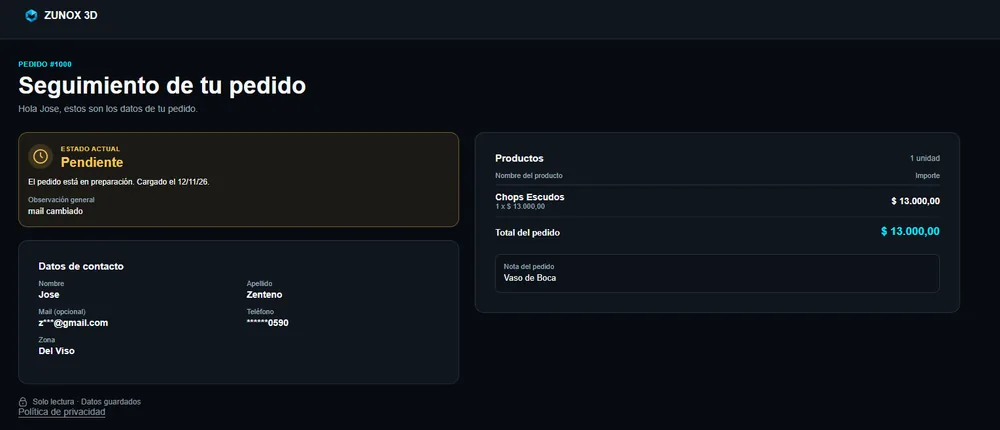 ZUNOX 3D
PEDIDO #1000
Seguimiento de tu pedido
Hola Jose, estos son los datos de tu pedido.
ESTADO ACTUAL
Pendiente
El pedido está en preparación. Cargado el 12/11/26.
Observación general
mail cambiado
Datos de contacto
Nombre
Jose
Apellido
Zenteno
Mail (opcional)
z***@gmail.com
Teléfono
******0590
Zona
Del Viso
Solo lectura · Datos guardados
Política de privacidad
Productos
1 unidad
Nombre del producto
Importe
Chops Escudos
1 x $ 13.000,00
$ 13.000,00
Total del pedido
$ 13.000,00
Nota del pedido
Vaso de Boca